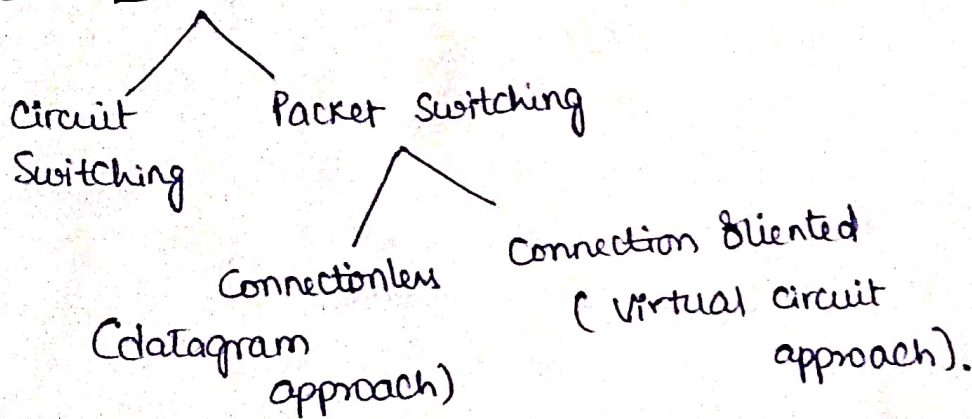 Circuit
Switching
Packet Switching
Connectionless
(datagram
approach)
Connection Oriented
(Virtual Circuit
approach).